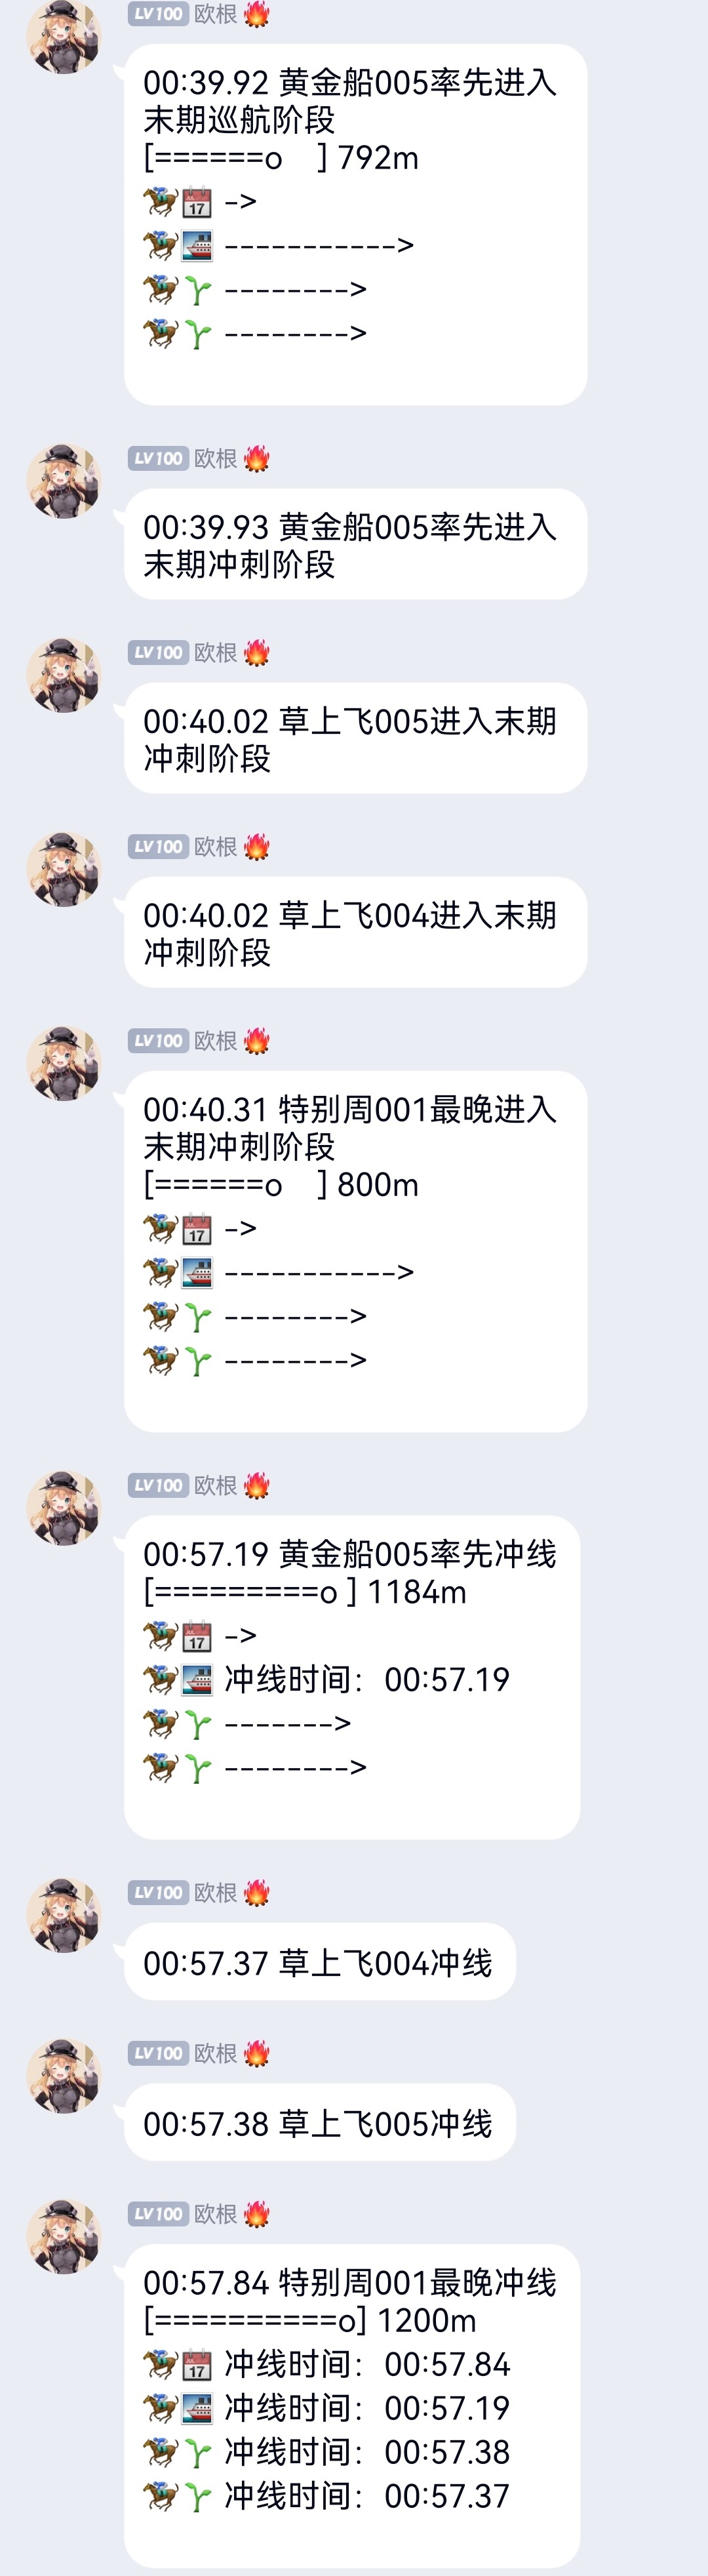 LV100 欧根🔥
00:39.92 黄金船005率先进入
末期巡航阶段
[======o    ] 792m
🏇📅 ->
🏇🚢 ----------->
🏇🌱 -------->
🏇🌱 -------->
LV100 欧根🔥
00:39.93 黄金船005率先进入
末期冲刺阶段
LV100 欧根🔥
00:40.02 草上飞005进入末期
冲刺阶段
LV100 欧根🔥
00:40.02 草上飞004进入末期
冲刺阶段
LV100 欧根🔥
00:40.31 特别周001最晚进入
末期冲刺阶段
[======o    ] 800m
🏇📅 ->
🏇🚢 ----------->
🏇🌱 -------->
🏇🌱 -------->
LV100 欧根🔥
00:57.19 黄金船005率先冲线
[=========o ] 1184m
🏇📅 ->
🏇🚢 冲线时间：00:57.19
🏇🌱 ------->
🏇🌱 -------->
LV100 欧根🔥
00:57.37 草上飞004冲线
LV100 欧根🔥
00:57.38 草上飞005冲线
LV100 欧根🔥
00:57.84 特别周001最晚冲线
[==========o] 1200m
🏇📅 冲线时间：00:57.84
🏇🚢 冲线时间：00:57.19
🏇🌱 冲线时间：00:57.38
🏇🌱 冲线时间：00:57.37